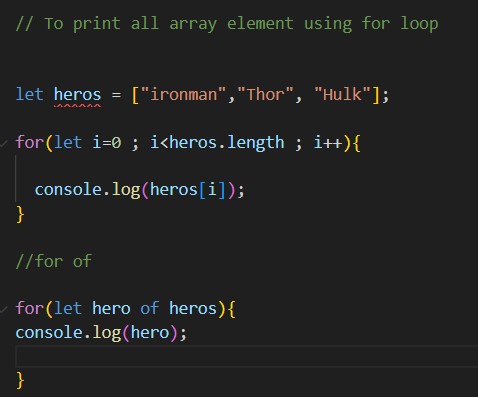 // To print all array element using for loop
let heros = ["ironman","Thor", "Hulk"];
for(let i=0 ; i<heros.length ; i++){
console.log(heros[i]);
}
//for of
for(let hero of heros){
console.log(hero);
}